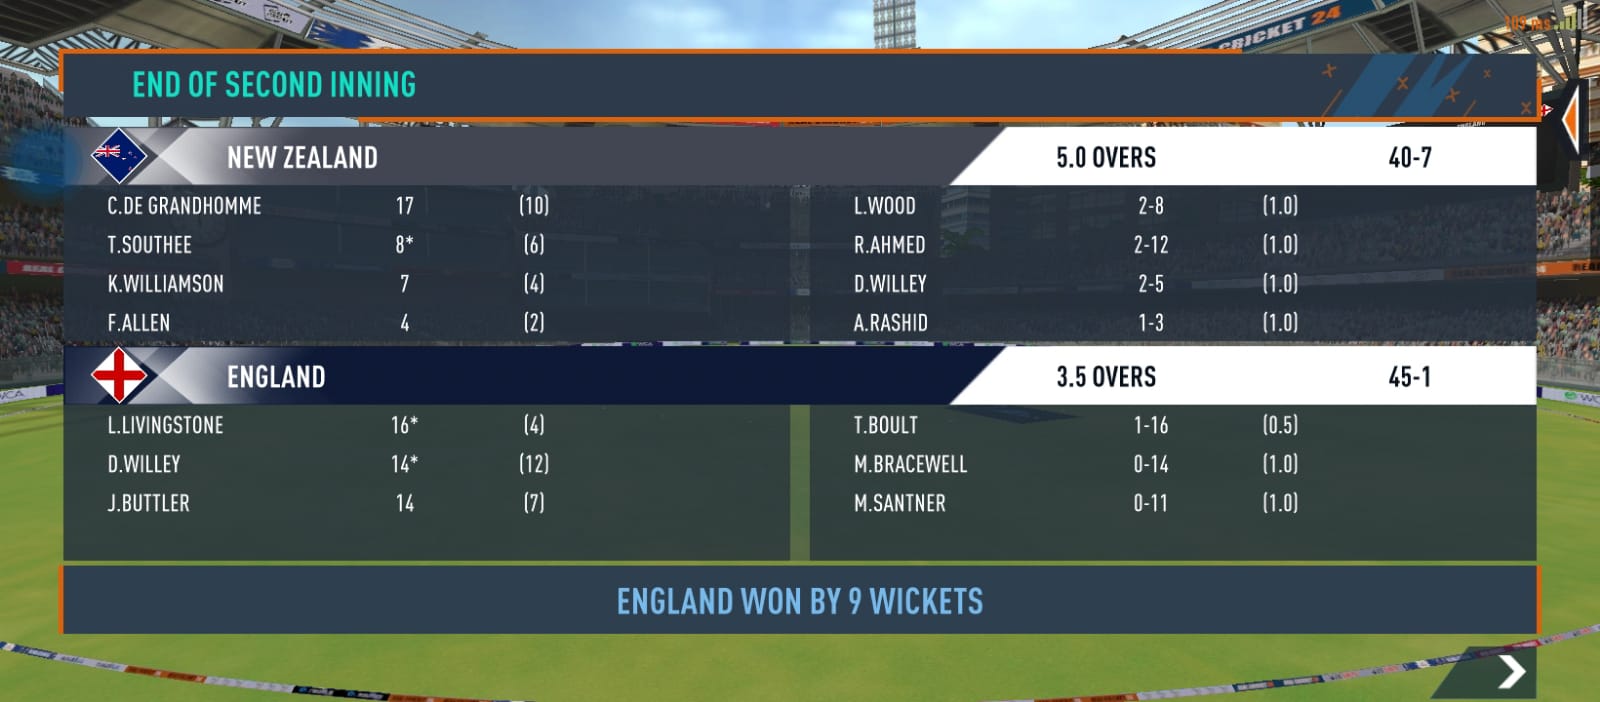 CRICKET 24
109 ms
END OF SECOND INNING
NEW ZEALAND 5.0 OVERS 40-7
C.DE GRANDHOMME 17 (10) L.WOOD 2-8 (1.0)
T.SOUTHEE 8* (6) R.AHMED 2-12 (1.0)
K.WILLIAMSON 7 (4) D.WILLEY 2-5 (1.0)
F.ALLEN 4 (2) A.RASHID 1-3 (1.0)
ENGLAND 3.5 OVERS 45-1
L.LIVINGSTONE 16* (4) T.BOULT 1-16 (0.5)
D.WILLEY 14* (12) M.BRACEWELL 0-14 (1.0)
J.BUTTLER 14 (7) M.SANTNER 0-11 (1.0)
ENGLAND WON BY 9 WICKETS